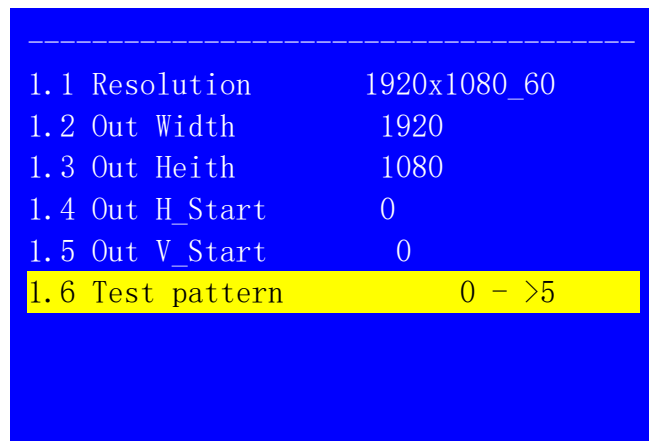 --------------------------------------
1.1 Resolution 1920x1080_60
1.2 Out Width 1920
1.3 Out Heith 1080
1.4 Out H_Start 0
1.5 Out V_Start 0
1.6 Test pattern 0 - >5